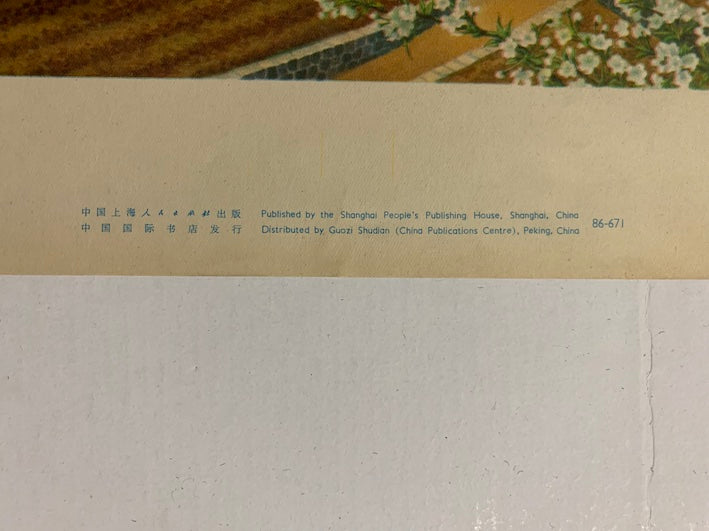 中国上海人民出版社出版 Published by the Shanghai People's Publishing House, Shanghai, China
中国国际书店发行 Distributed by Guozi Shudian (China Publications Centre), Peking, China
86-671